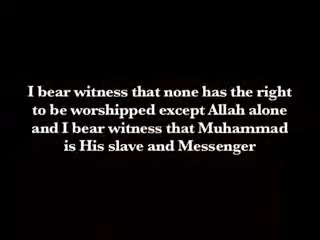 I bear witness that none has the right
to be worshipped except Allah alone
and I bear witness that Muhammad
is His slave and Messenger